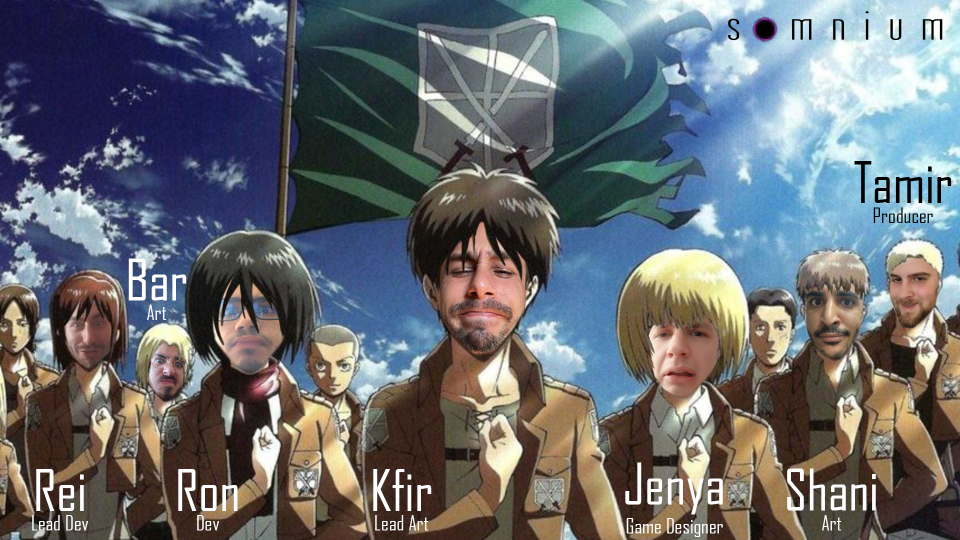 somnium
Tamir
Producer
Bar
Art
Rei
Lead Dev
Ron
Dev
Kfir
Lead Art
Jenya
Game Designer
Shani
Art